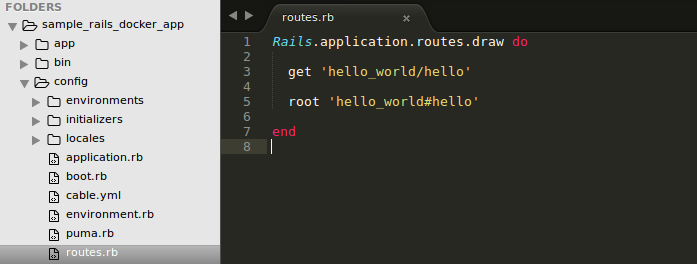 FOLDERS
sample_rails_docker_app
app
bin
config
environments
initializers
locales
application.rb
boot.rb
cable.yml
environment.rb
puma.rb
routes.rb
routes.rb ×
1 Rails.application.routes.draw do
2
3 get 'hello_world/hello'
4
5 root 'hello_world#hello'
6
7 end
8